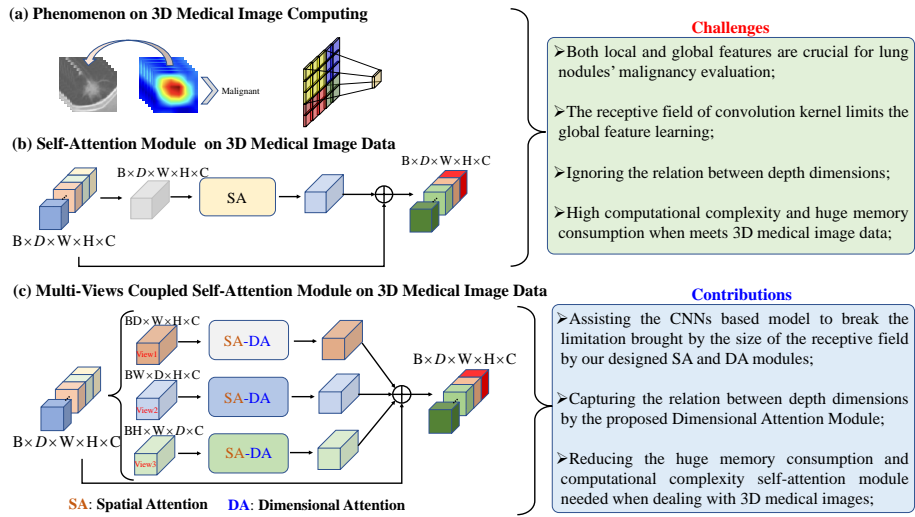 (a) Phenomenon on 3D Medical Image Computing
Malignant
(b) Self-Attention Module on 3D Medical Image Data
B×D×W×H×C
SA
B×D×W×H×C
B×D×W×H×C
(c) Multi-Views Coupled Self-Attention Module on 3D Medical Image Data
BD×W×H×C
View1
SA-DA
BW×D×H×C
View2
SA-DA
BH×W×D×C
View3
SA-DA
B×D×W×H×C
B×D×W×H×C
SA: Spatial Attention DA: Dimensional Attention
Challenges
➢Both local and global features are crucial for lung
nodules' malignancy evaluation;
➢The receptive field of convolution kernel limits the
global feature learning;
➢Ignoring the relation between depth dimensions;
➢High computational complexity and huge memory
consumption when meets 3D medical image data;
Contributions
➢Assisting the CNNs based model to break the
limitation brought by the size of the receptive field
by our designed SA and DA modules;
➢Capturing the relation between depth dimensions
by the proposed Dimensional Attention Module;
➢Reducing the huge memory consumption and
computational complexity self-attention module
needed when dealing with 3D medical images;